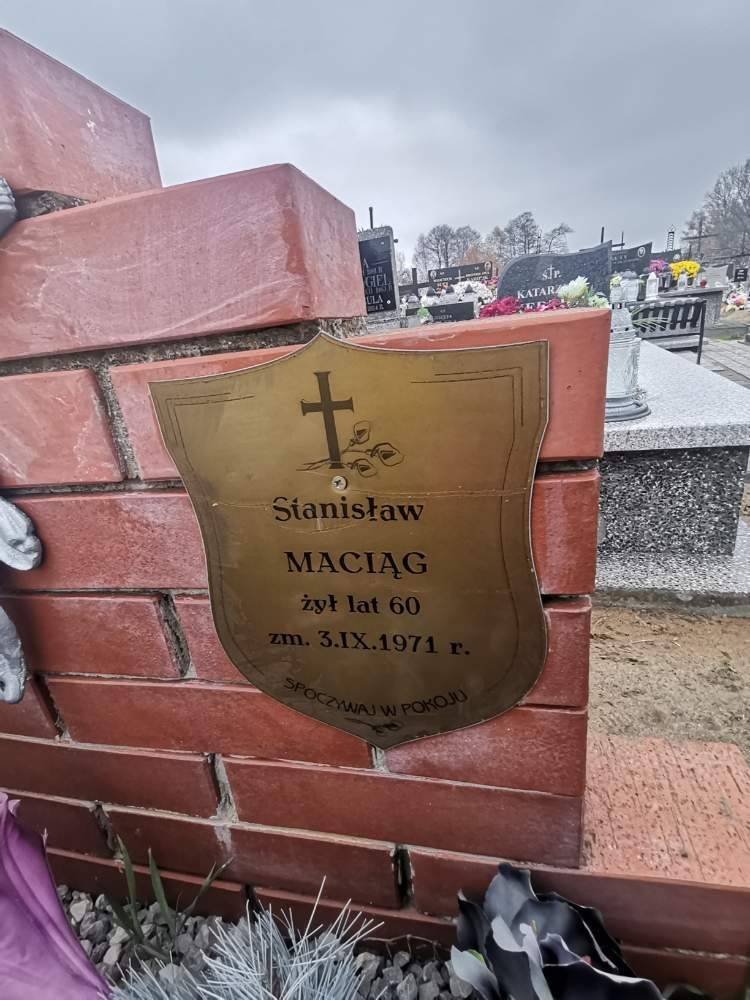 Stanisław
MACIĄG
żył lat 60
zm. 3.IX.1971 r.
SPOCZYWAJ W POKOJU
Ś.P.